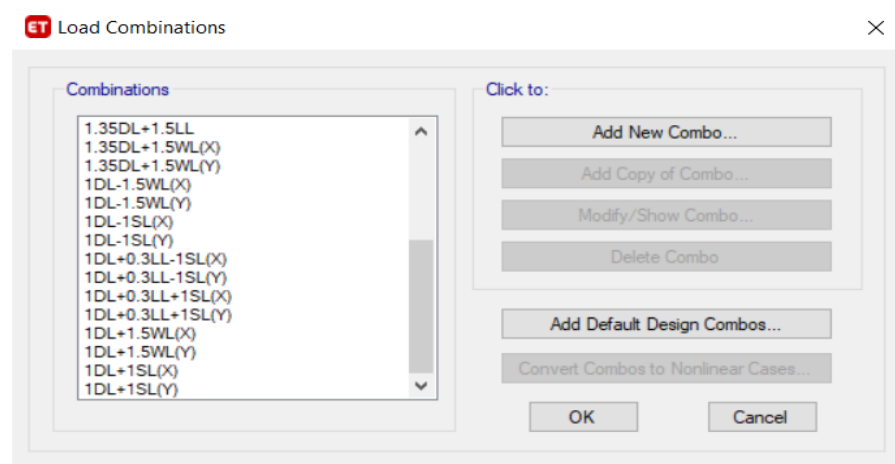 ET Load Combinations
Combinations
1.35DL+1.5LL
1.35DL+1.5WL(X)
1.35DL+1.5WL(Y)
1DL-1.5WL(X)
1DL-1.5WL(Y)
1DL-1SL(X)
1DL-1SL(Y)
1DL+0.3LL-1SL(X)
1DL+0.3LL-1SL(Y)
1DL+0.3LL+1SL(X)
1DL+0.3LL+1SL(Y)
1DL+1.5WL(X)
1DL+1.5WL(Y)
1DL+1SL(X)
1DL+1SL(Y)
Click to:
Add New Combo...
Add Copy of Combo...
Modify/Show Combo...
Delete Combo
Add Default Design Combos...
Convert Combos to Nonlinear Cases...
OK Cancel